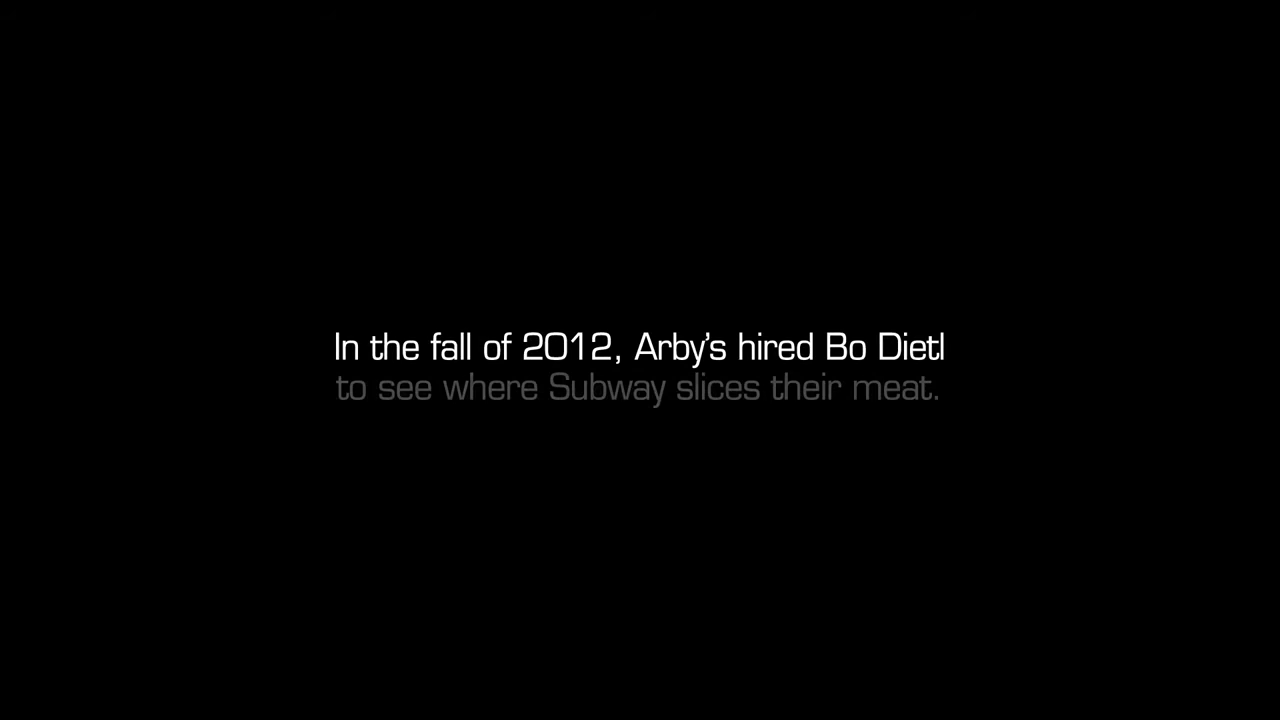 In the fall of 2012, Arby's hired Bo Dietl
to see where Subway slices their meat.